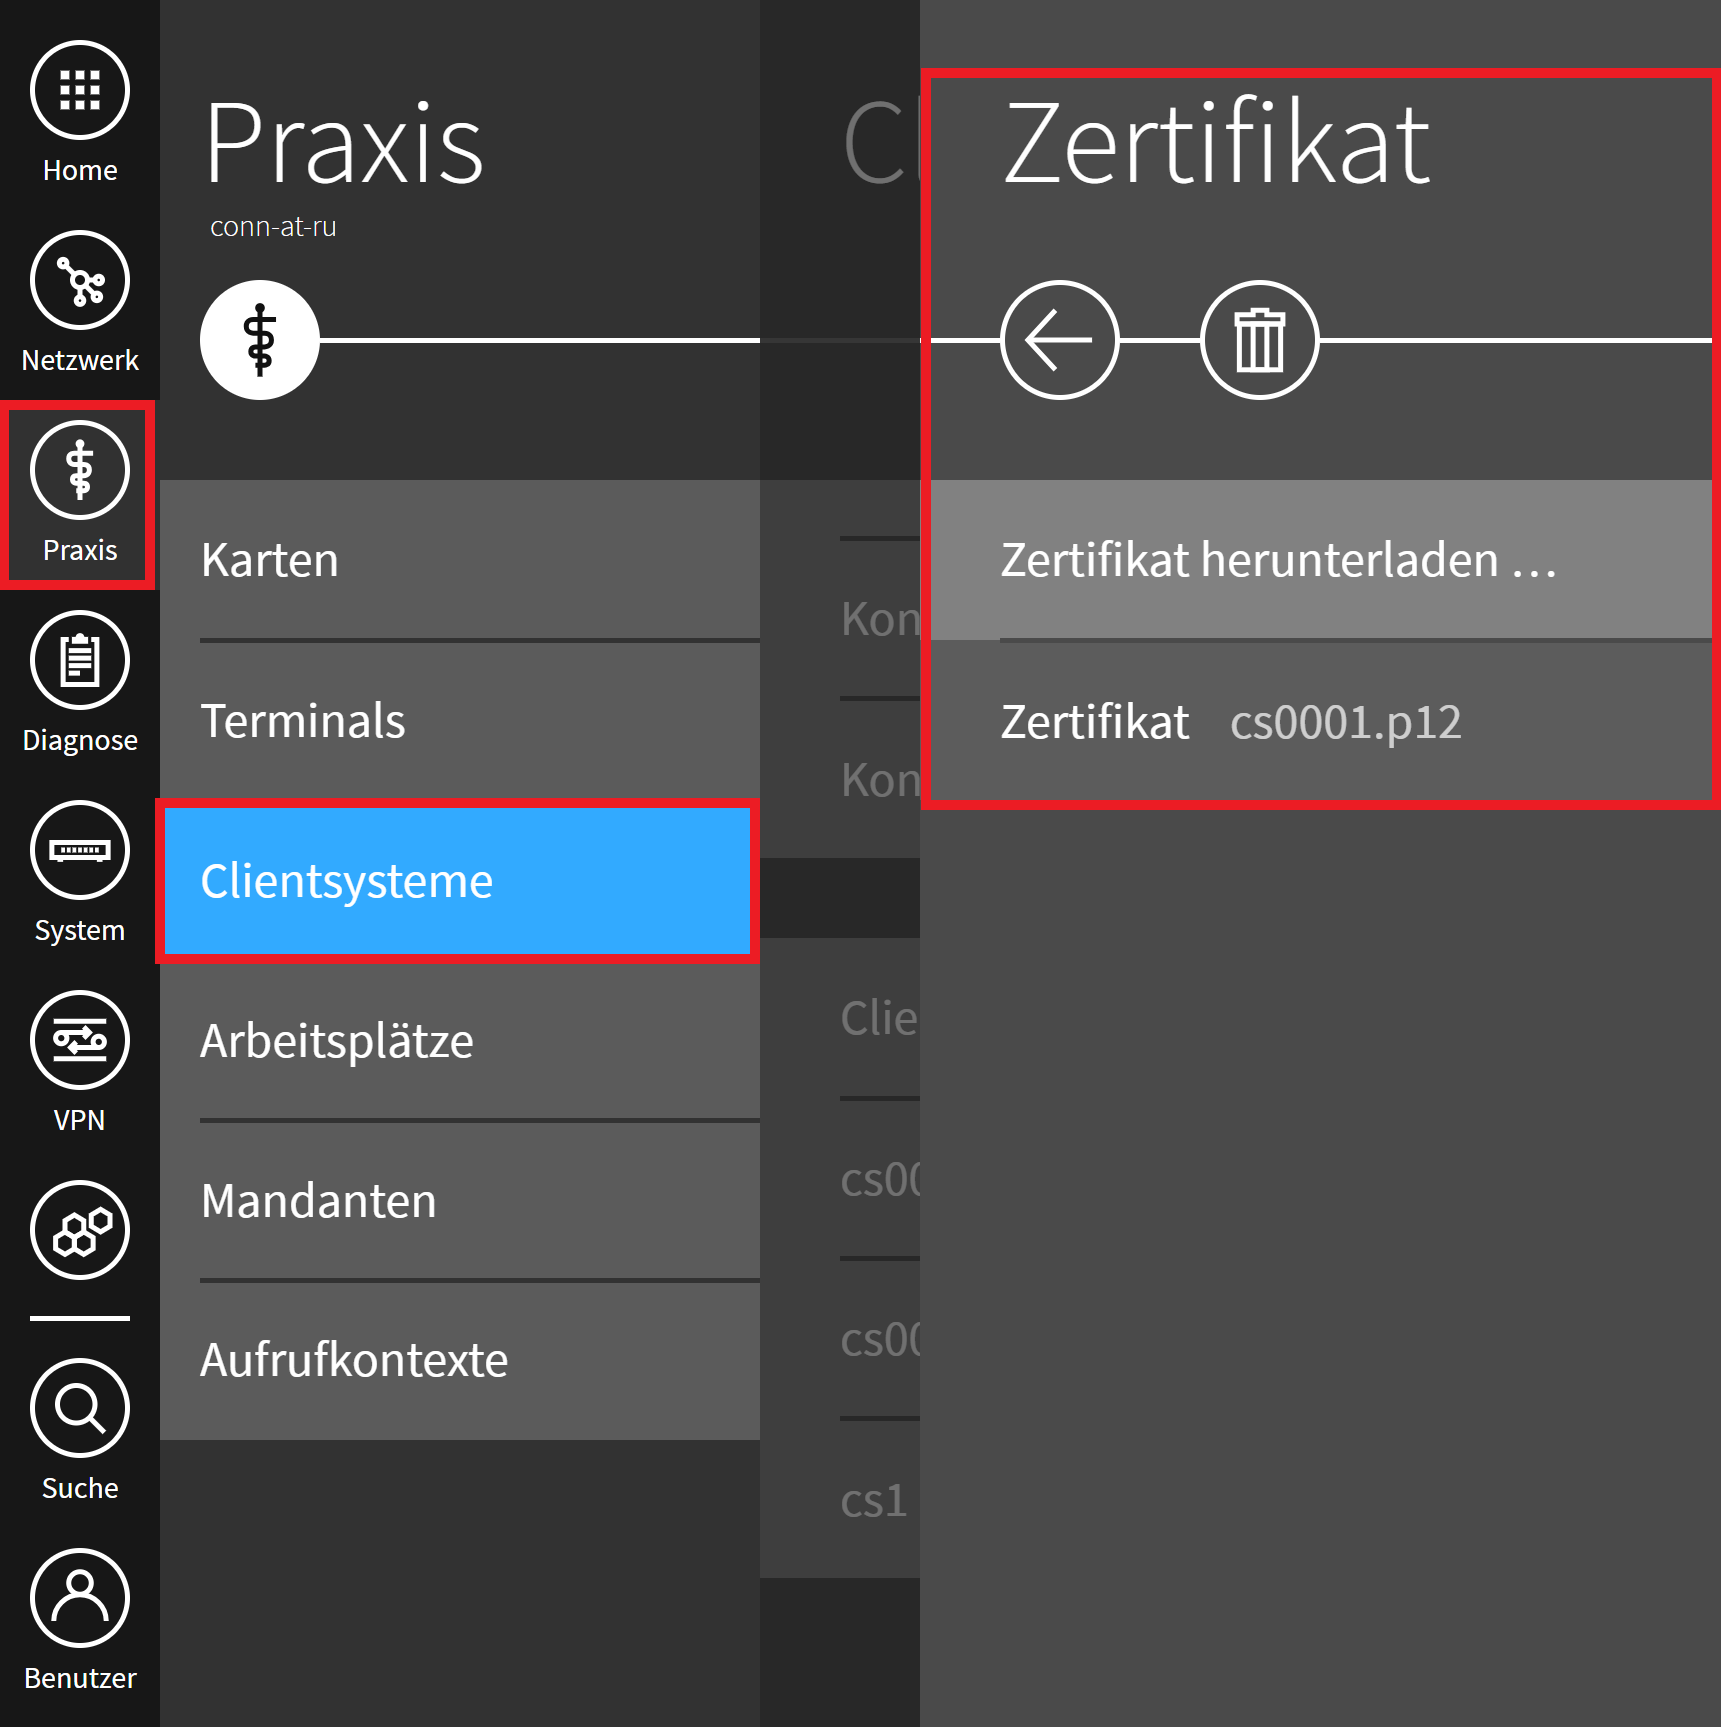 Home
Netzwerk
Praxis
Diagnose
System
VPN
Suche
Benutzer
Praxis
conn-at-ru
Karten
Terminals
Clientsysteme
Arbeitsplätze
Mandanten
Aufrufkontexte
Kon
Kon
Clie
cs00
cs00
cs1
Zertifikat
Zertifikat herunterladen ...
Zertifikat cs0001.p12